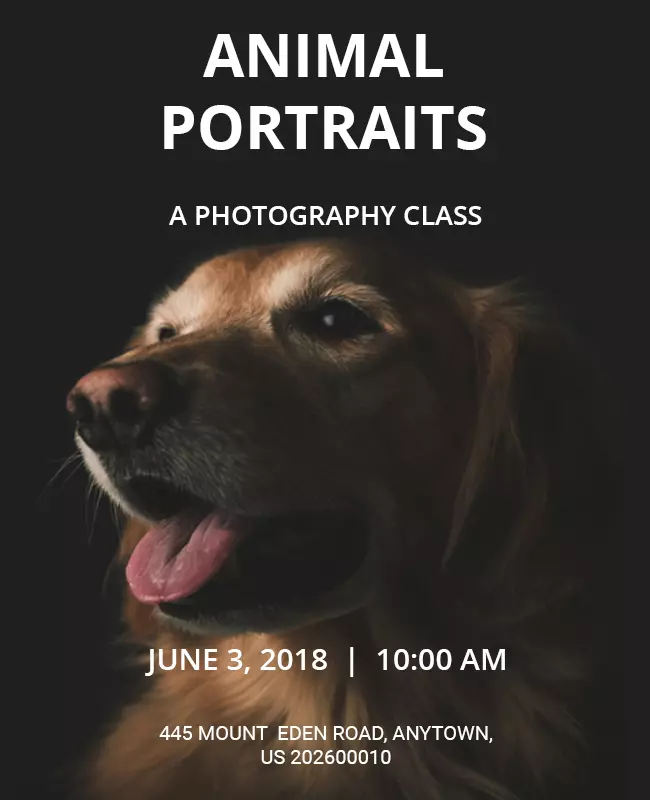 ANIMAL
PORTRAITS
A PHOTOGRAPHY CLASS
JUNE 3, 2018 | 10:00 AM
445 MOUNT EDEN ROAD, ANYTOWN,
US 202600010